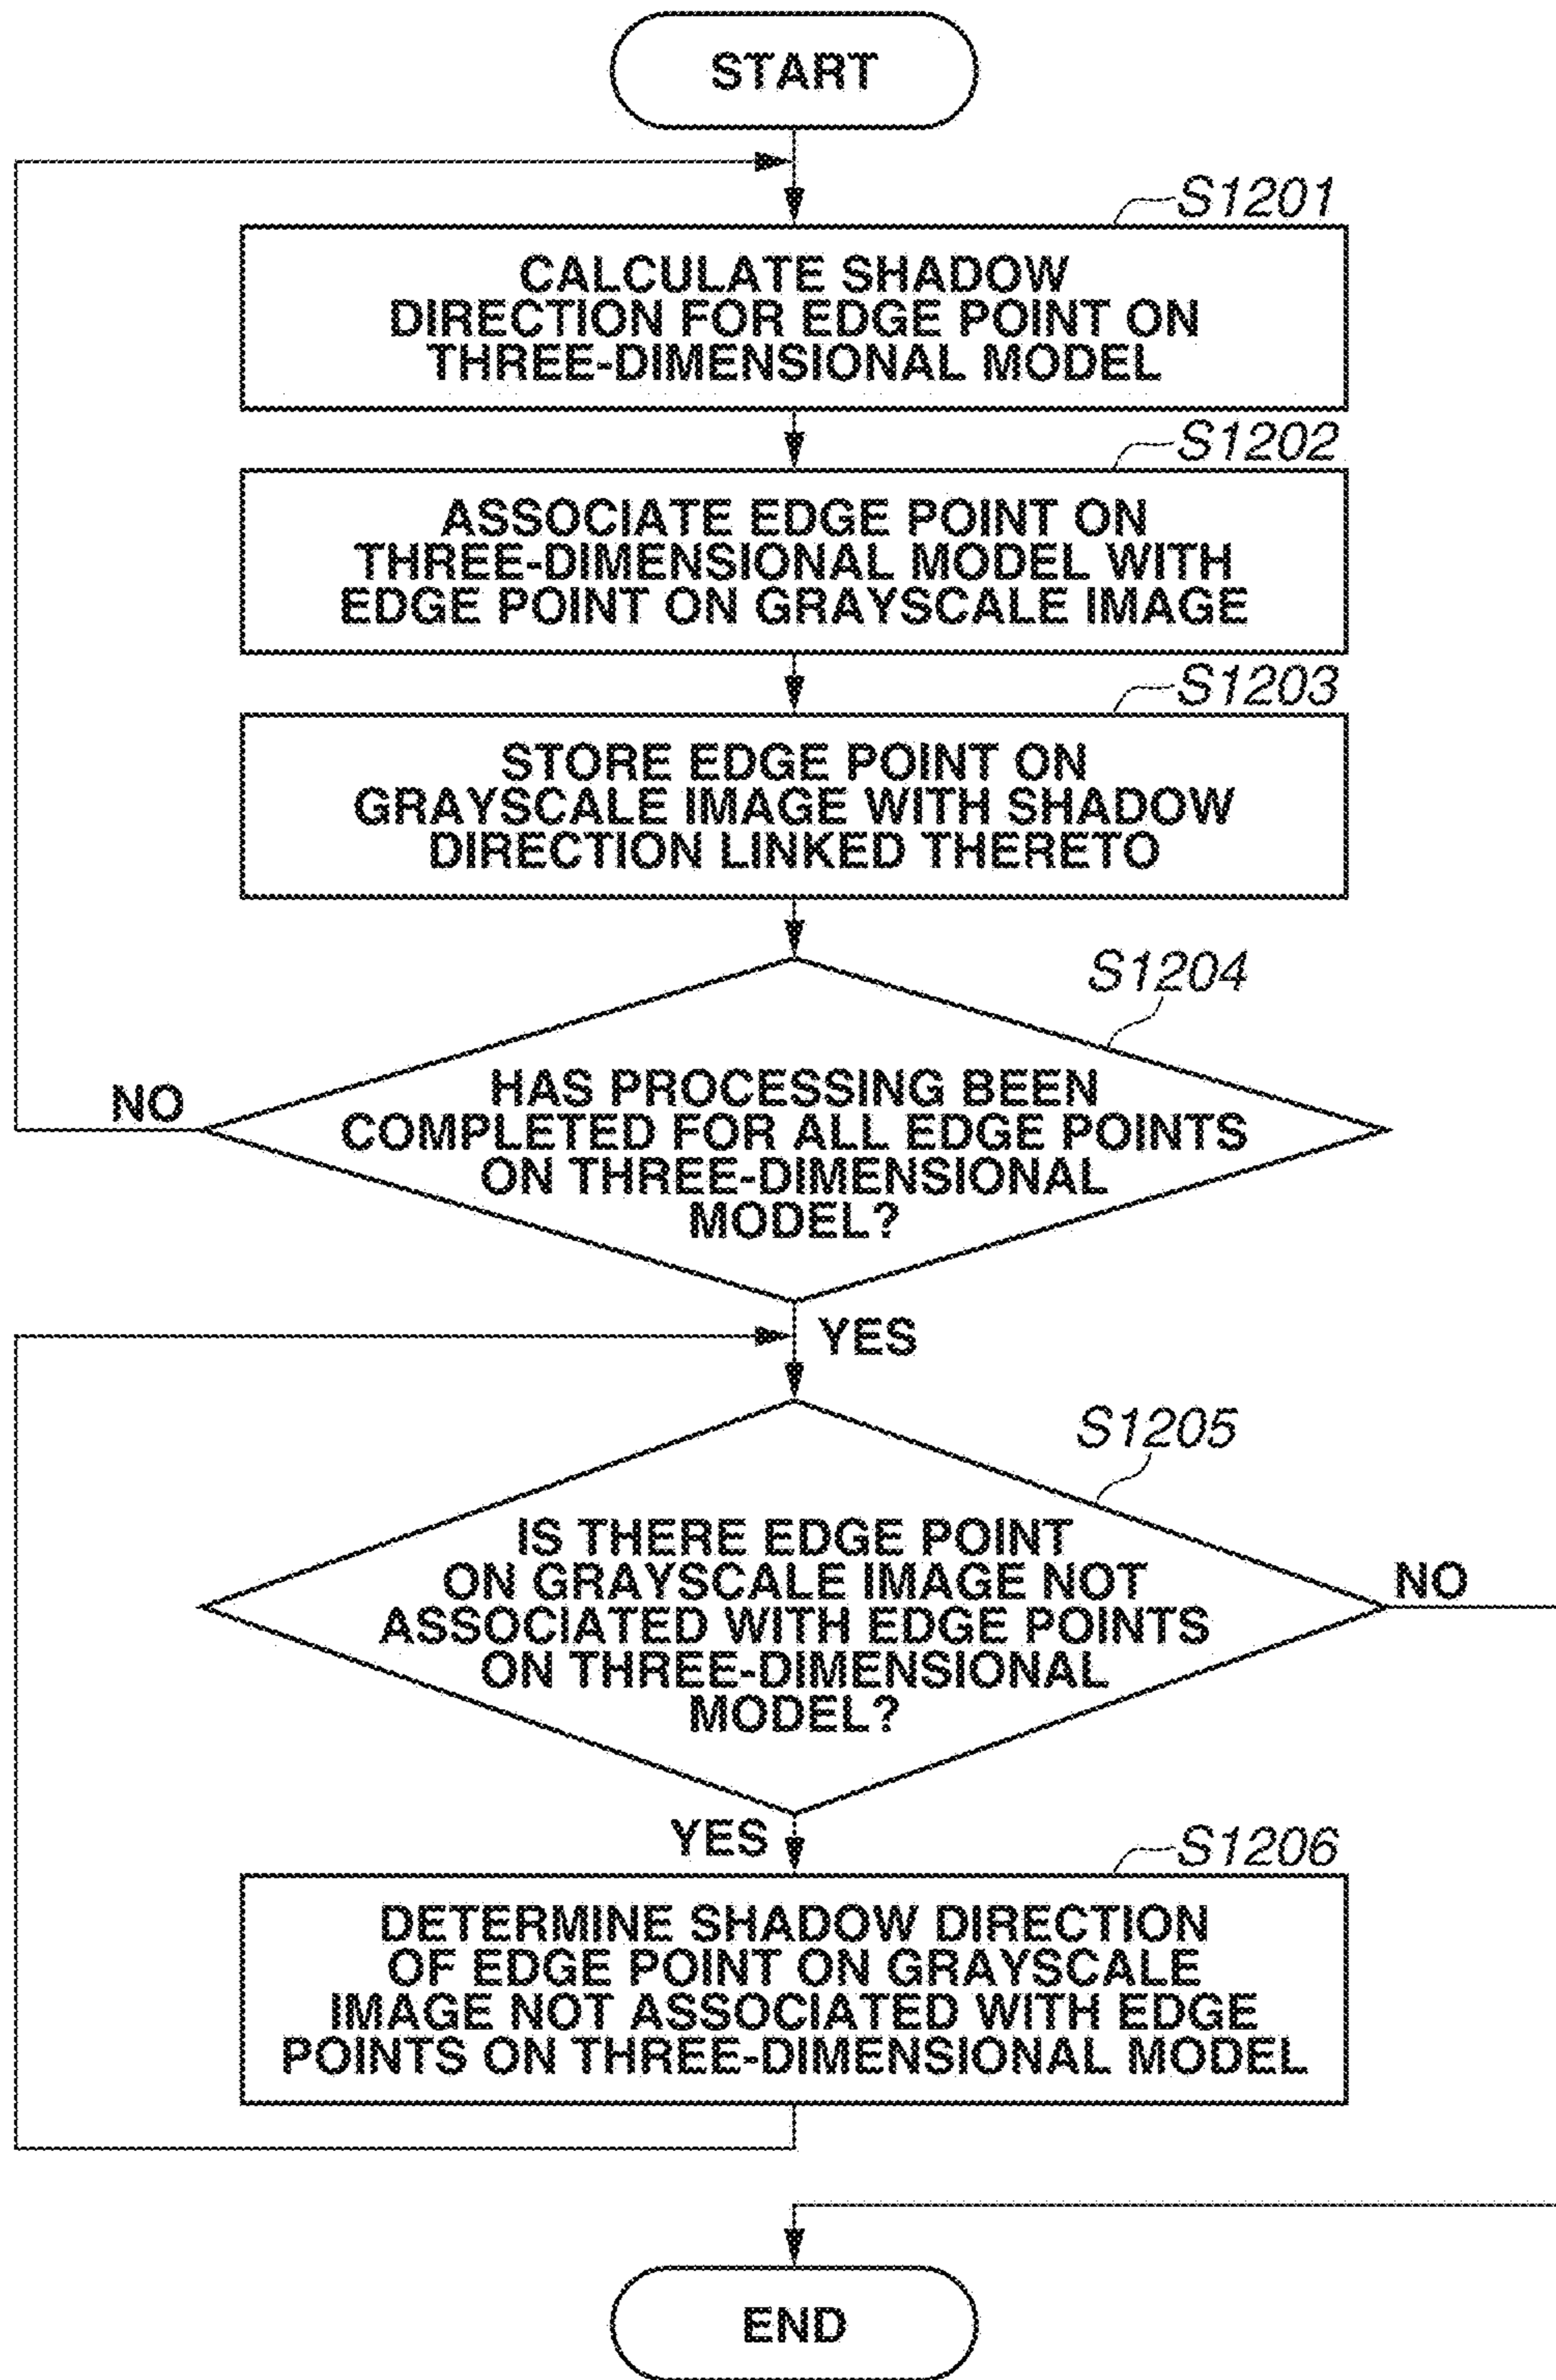 START
S1201
CALCULATE SHADOW
DIRECTION FOR EDGE POINT ON
THREE-DIMENSIONAL MODEL
S1202
ASSOCIATE EDGE POINT ON
THREE-DIMENSIONAL MODEL WITH
EDGE POINT ON GRAYSCALE IMAGE
S1203
STORE EDGE POINT ON
GRAYSCALE IMAGE WITH SHADOW
DIRECTION LINKED THERETO
S1204
HAS PROCESSING BEEN
COMPLETED FOR ALL EDGE POINTS
ON THREE-DIMENSIONAL
MODEL?
NO
YES
S1205
IS THERE EDGE POINT
ON GRAYSCALE IMAGE NOT
ASSOCIATED WITH EDGE POINTS
ON THREE-DIMENSIONAL
MODEL?
NO
YES
S1206
DETERMINE SHADOW DIRECTION
OF EDGE POINT ON GRAYSCALE
IMAGE NOT ASSOCIATED WITH EDGE
POINTS ON THREE-DIMENSIONAL MODEL
END